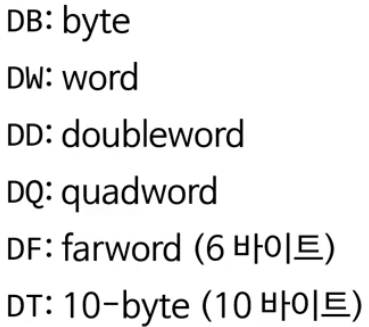 DB: byte
DW: word
DD: doubleword
DQ: quadword
DF: farword (6 바이트)
DT: 10-byte (10 바이트)